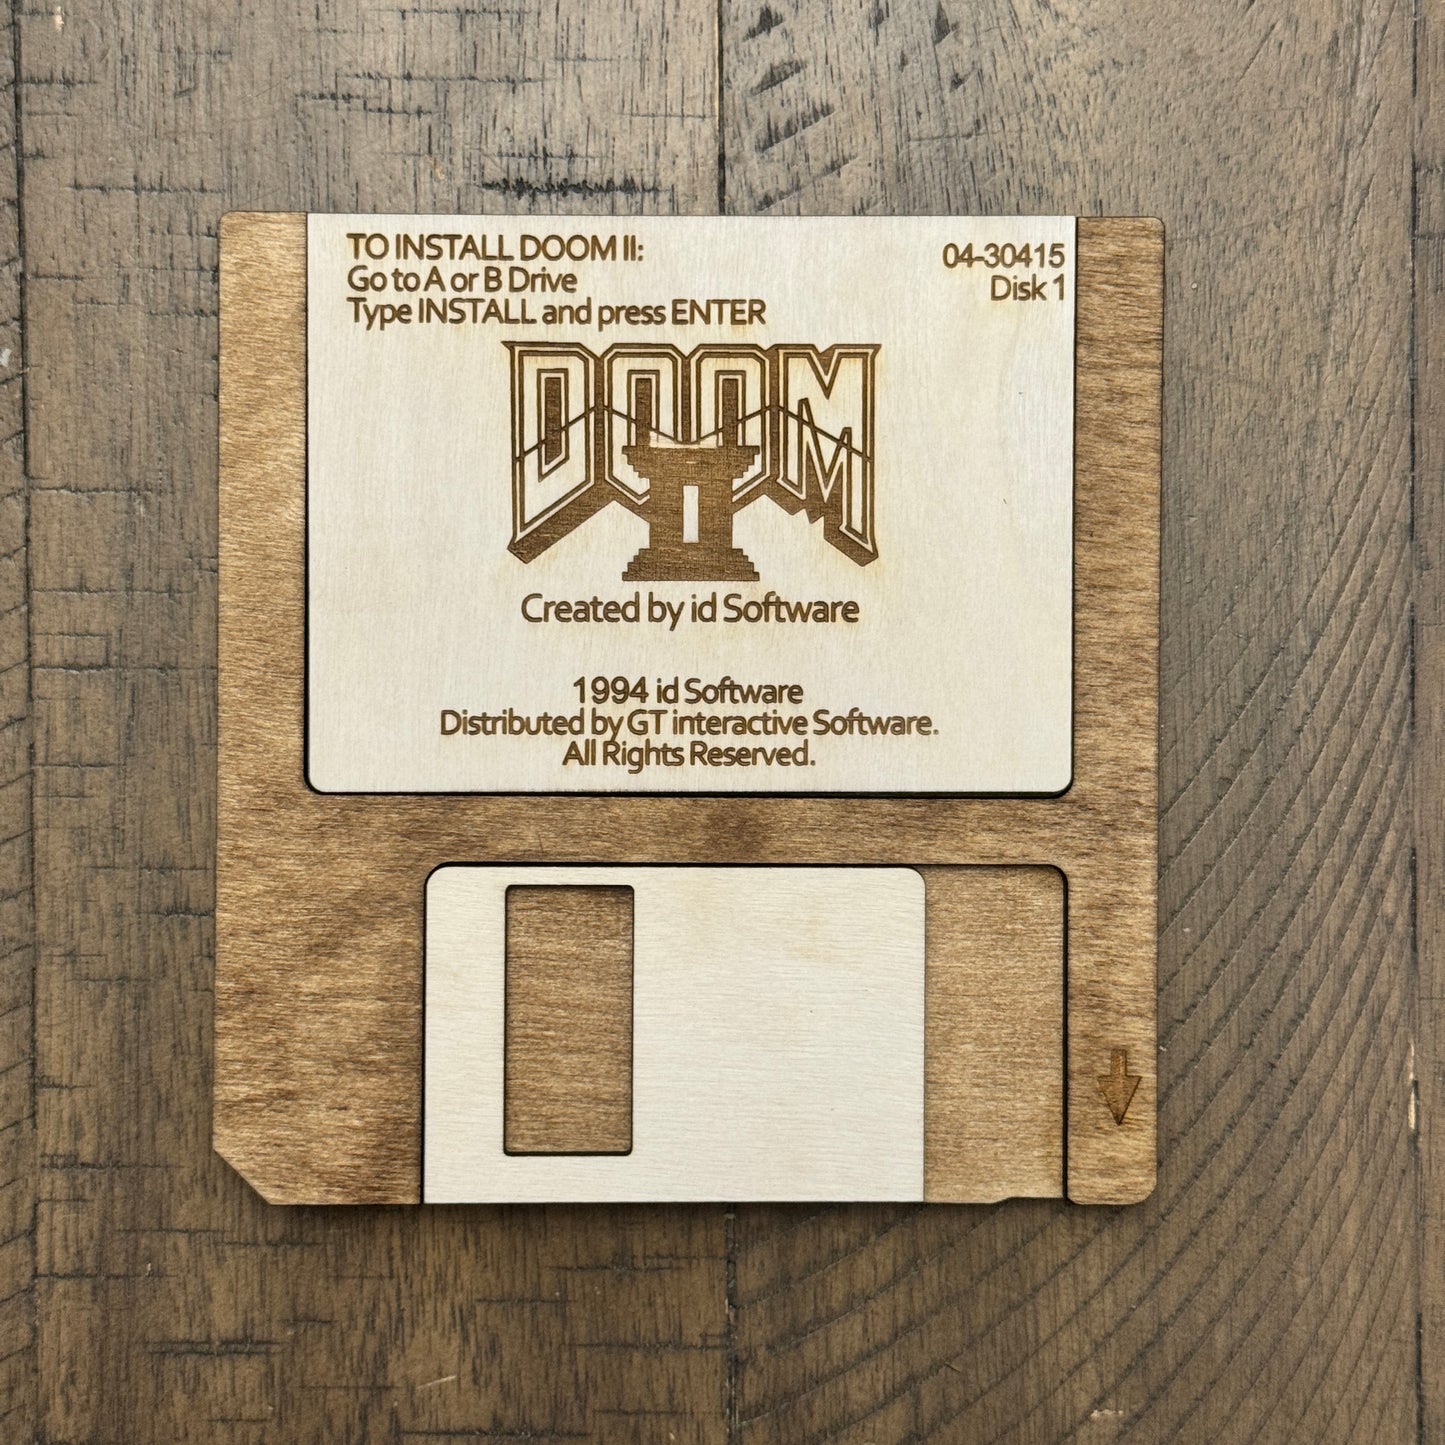 TO INSTALL DOOM II:
Go to A or B Drive
Type INSTALL and press ENTER
04-30415
Disk 1
DOOM
II
Created by id Software
1994 id Software
Distributed by GT interactive Software.
All Rights Reserved.